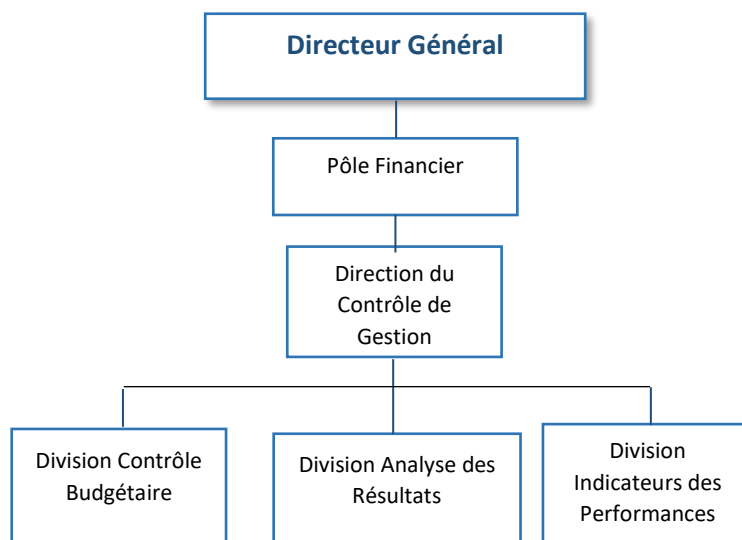 Directeur Général
Pôle Financier
Direction du
Contrôle de
Gestion
Division Contrôle
Budgétaire
Division Analyse des
Résultats
Division
Indicateurs des
Performances